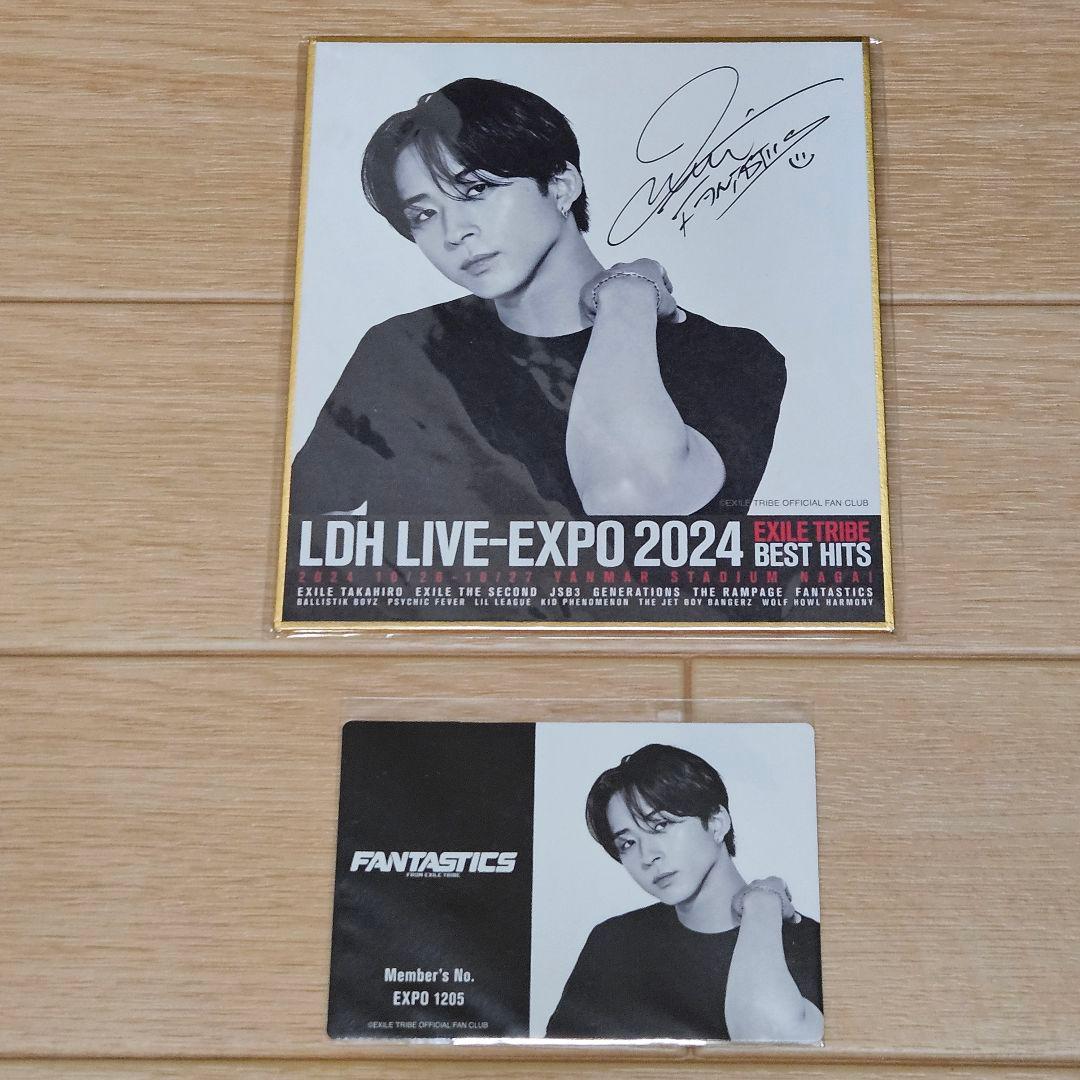 FANTASTICS
©EXILE TRIBE OFFICIAL FAN CLUB
LDH LIVE-EXPO 2024 EXILE TRIBE BEST HITS
2024 10/26-10/27 YANMAR STADIUM NAGAI
EXILE TAKAHIRO EXILE THE SECOND JSB3 GENERATIONS THE RAMPAGE FANTASTICS
BALLISTIK BOYZ PSYCHIC FEVER LIL LEAGUE KID PHENOMENON THE JET BOY BANGERZ WOLF HOWL HARMONY
FANTASTICS
FROM EXILE TRIBE
Member's No.
EXPO 1205
©EXILE TRIBE OFFICIAL FAN CLUB